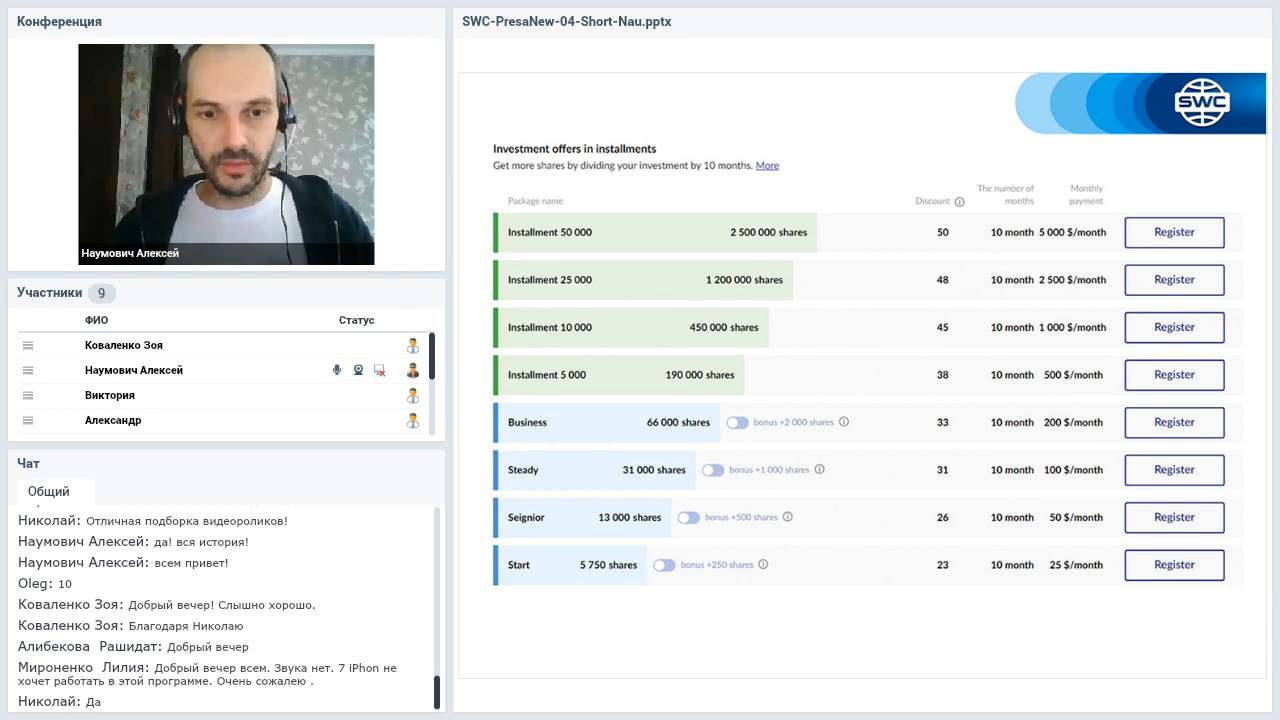 Конференция
Наумович Алексей
Участники 9
ФИО Статус
Коваленко Зоя
Наумович Алексей
Виктория
Александр
Чат
Общий
Николай: Отличная подборка видеороликов!
Наумович Алексей: да! вся история!
Наумович Алексей: всем привет!
Oleg: 10
Коваленко Зоя: Добрый вечер! Слышно хорошо.
Коваленко Зоя: Благодаря Николаю
Алибекова Рашидат: Добрый вечер
Мироненко Лилия: Добрый вечер всем. Звука нет. 7 iPhon не
хочет работать в этой программе. Очень сожалею .
Николай: Да
SWC-PresaNew-04-Short-Nau.pptx
SWC
Investment offers in installments
Get more shares by dividing your investment by 10 months. More
Package name Discount The number of months Monthly payment
Installment 50 000 2 500 000 shares 50 10 month 5 000 $/month Register
Installment 25 000 1 200 000 shares 48 10 month 2 500 $/month Register
Installment 10 000 450 000 shares 45 10 month 1 000 $/month Register
Installment 5 000 190 000 shares 38 10 month 500 $/month Register
Business 66 000 shares bonus +2 000 shares 33 10 month 200 $/month Register
Steady 31 000 shares bonus +1 000 shares 31 10 month 100 $/month Register
Seignior 13 000 shares bonus +500 shares 26 10 month 50 $/month Register
Start 5 750 shares bonus +250 shares 23 10 month 25 $/month Register